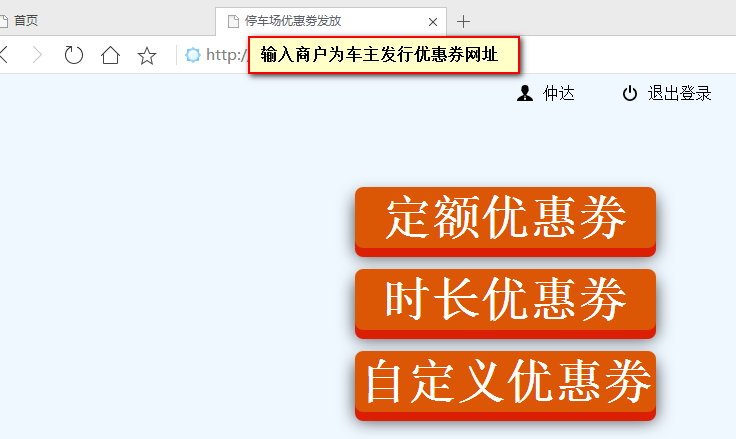 首页
停车场优惠券发放
http:/
输入商户为车主发行优惠券网址
仲达
退出登录
定额优惠券
时长优惠券
自定义优惠券